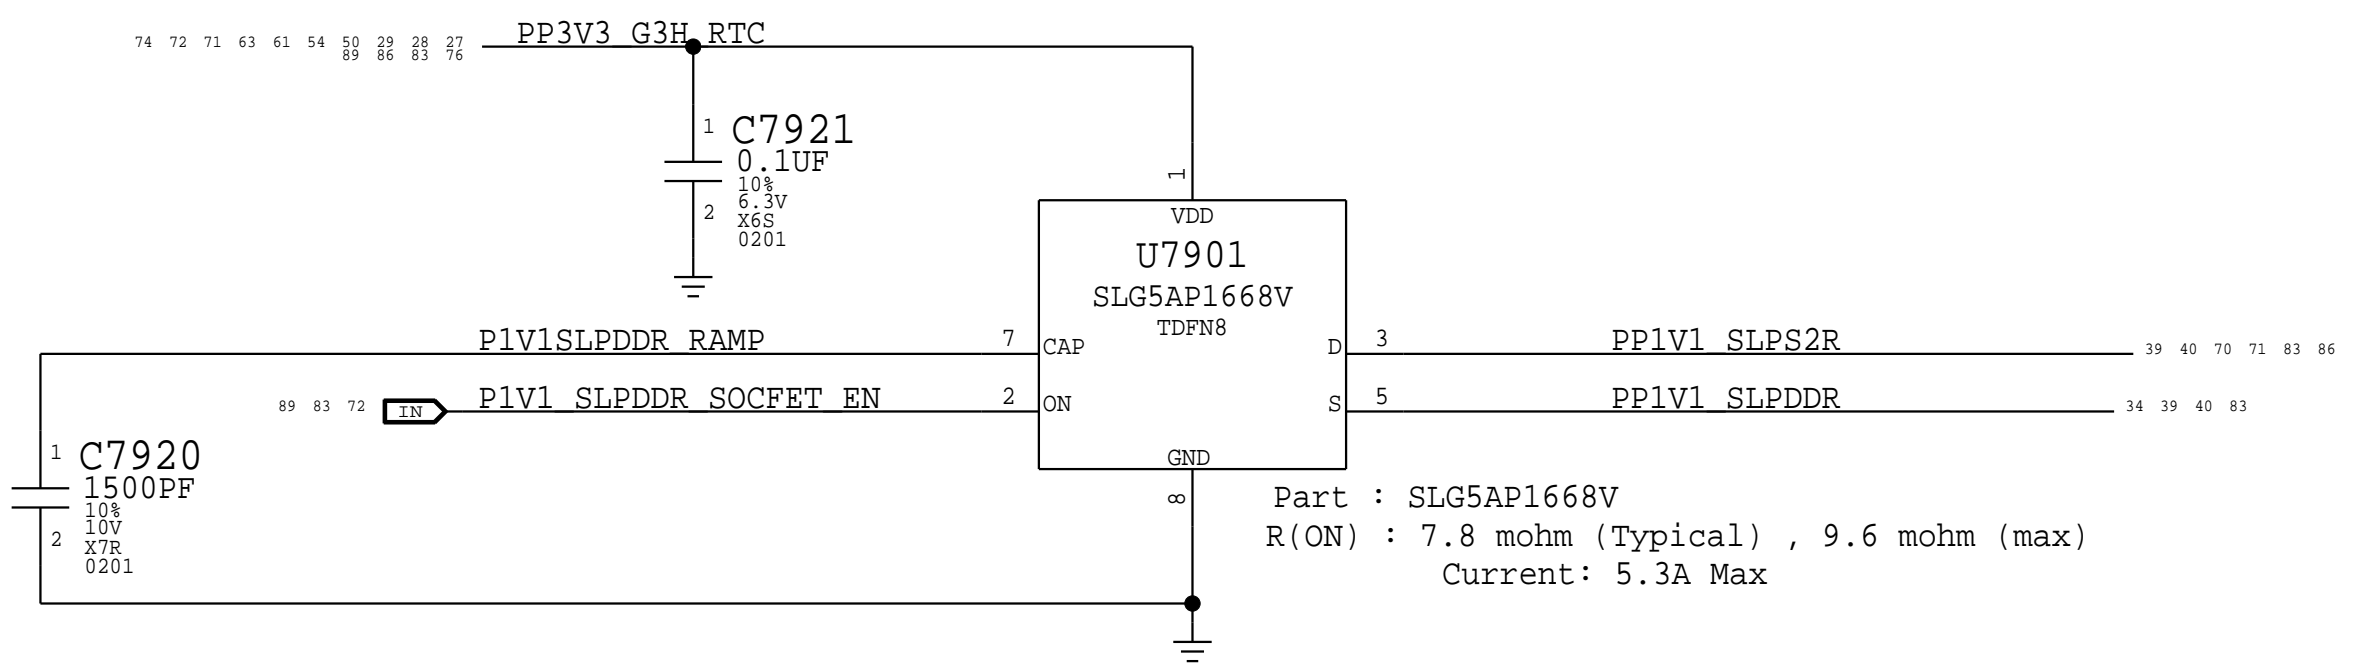 PP3V3_G3H_RTC
74 72 71 63 61 54 50 29 28 27
89 86 83 76
1
C7921
0.1UF
10%
6.3V
X6S
0201
2
1
VDD
U7901
SLG5AP1668V
TDFN8
P1V1SLPDDR_RAMP
7
CAP
D
3
PP1V1_SLPS2R
39 40 70 71 83 86
89 83 72
IN
P1V1_SLPDDR_SOCFET_EN
2
ON
S
5
PP1V1_SLPDDR
34 39 40 83
GND
8
1
C7920
1500PF
10%
10V
X7R
0201
2
Part : SLG5AP1668V
R(ON) : 7.8 mohm (Typical) , 9.6 mohm (max)
Current: 5.3A Max